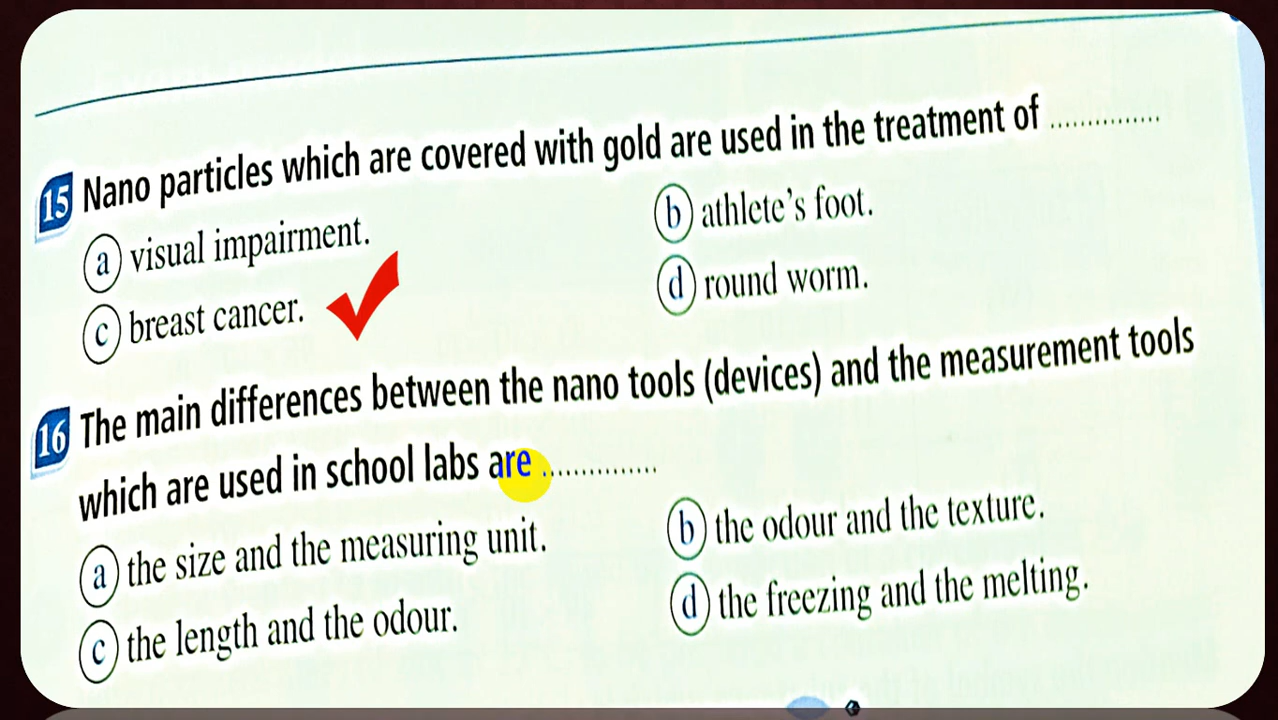 15 Nano particles which are covered with gold are used in the treatment of ...............
a visual impairment.
b athlete's foot.
c breast cancer.
d round worm.
16 The main differences between the nano tools (devices) and the measurement tools
which are used in school labs are ...............
a the size and the measuring unit.
b the odour and the texture.
c the length and the odour.
d the freezing and the melting.